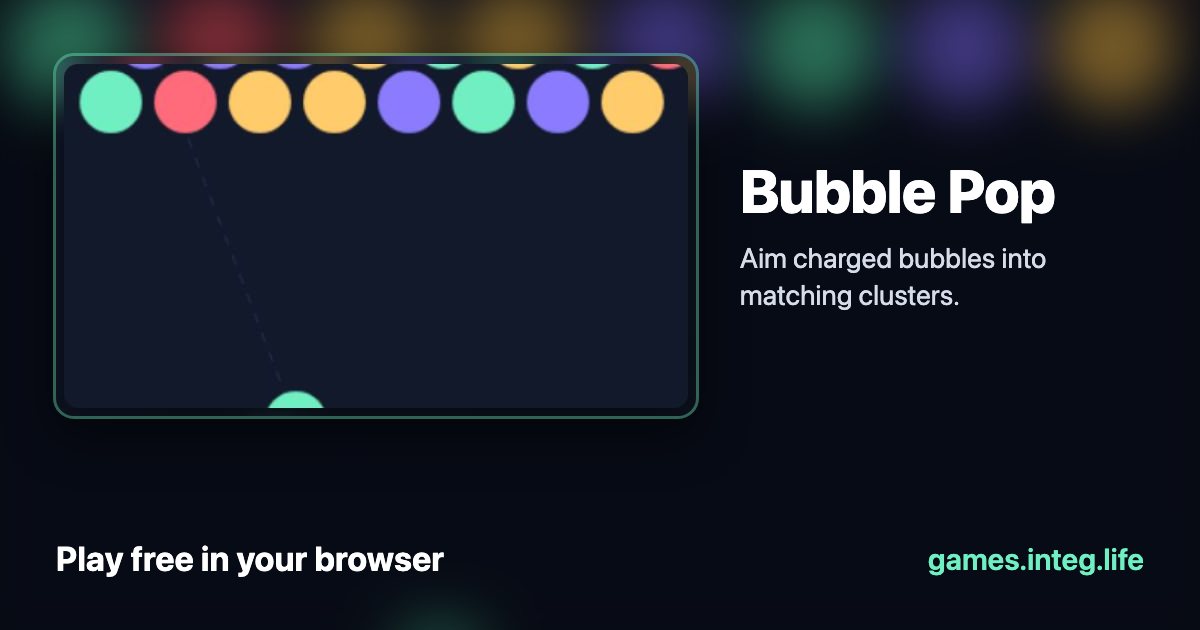 Bubble Pop
Aim charged bubbles into
matching clusters.
Play free in your browser
games.integ.life